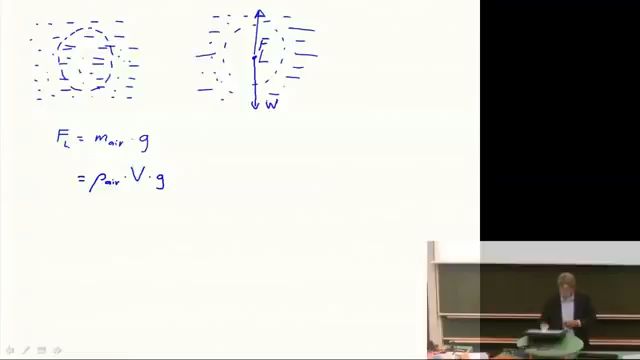 F
L
W
F_L = m_air · g
= ρ_air · V · g